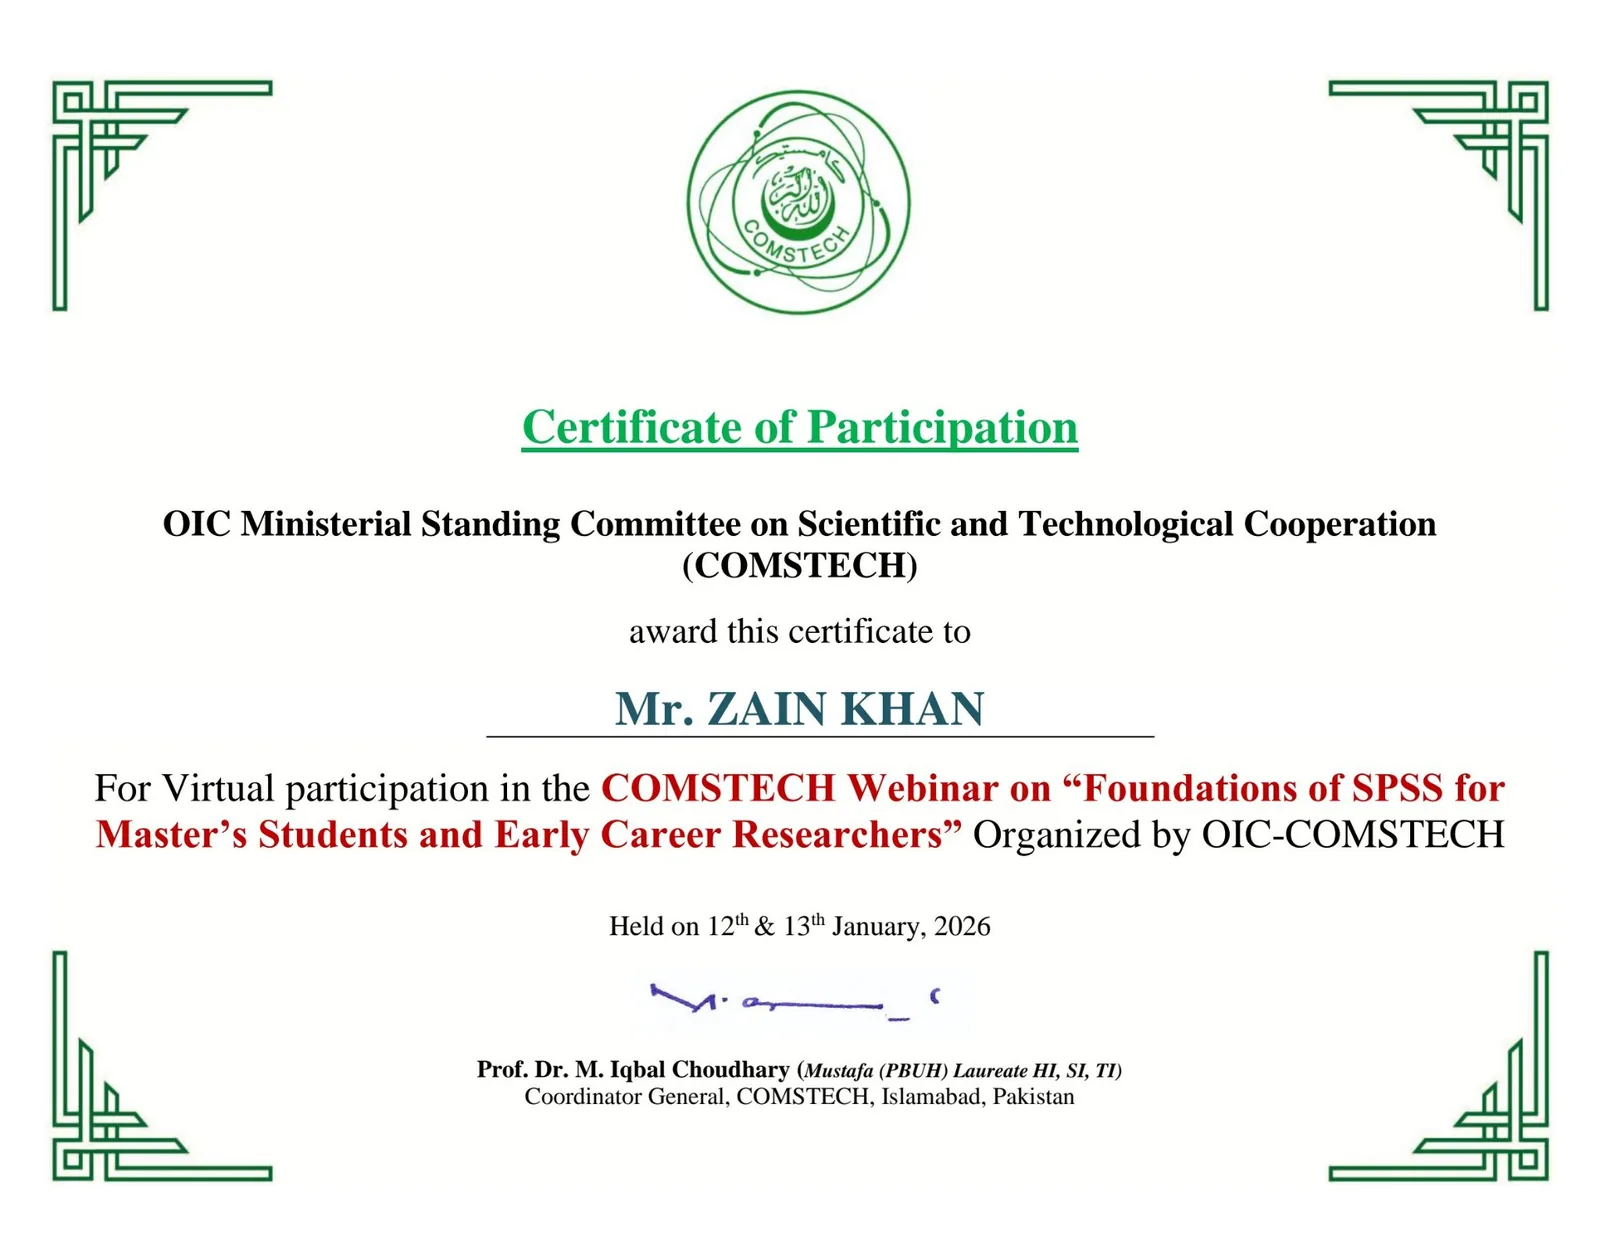 كامستيك
الله اكبر
COMSTECH
Certificate of Participation
OIC Ministerial Standing Committee on Scientific and Technological Cooperation
(COMSTECH)
award this certificate to
Mr. ZAIN KHAN
For Virtual participation in the COMSTECH Webinar on “Foundations of SPSS for
Master’s Students and Early Career Researchers” Organized by OIC-COMSTECH
Held on 12th & 13th January, 2026
Prof. Dr. M. Iqbal Choudhary (Mustafa (PBUH) Laureate HI, SI, TI)
Coordinator General, COMSTECH, Islamabad, Pakistan